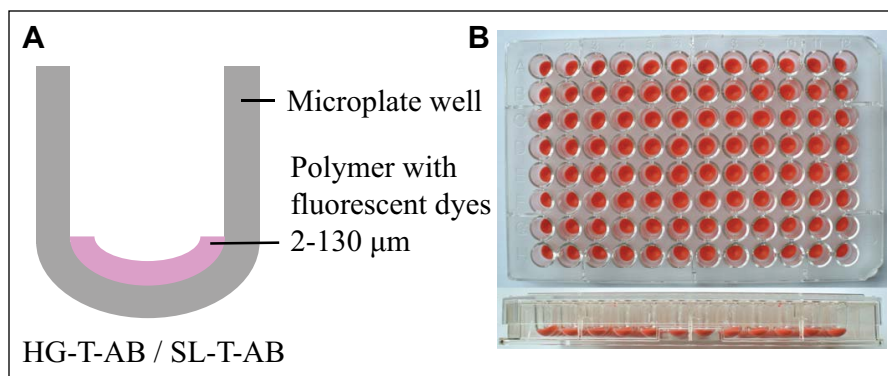 A
Microplate well
Polymer with
fluorescent dyes
2-130 μm
HG-T-AB / SL-T-AB
B